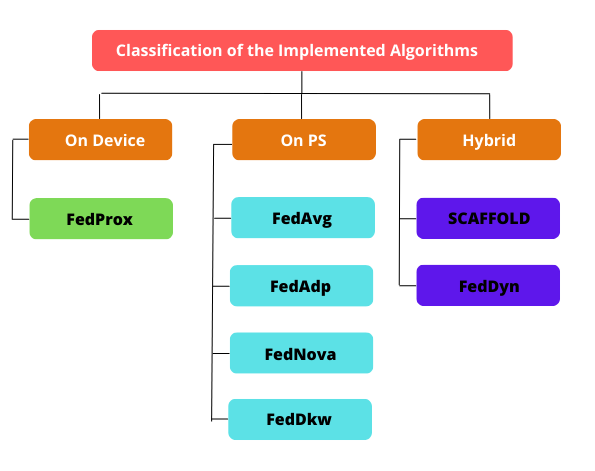 Classification of the Implemented Algorithms
On Device
On PS
Hybrid
FedProx
FedAvg
SCAFFOLD
FedAdp
FedDyn
FedNova
FedDkw